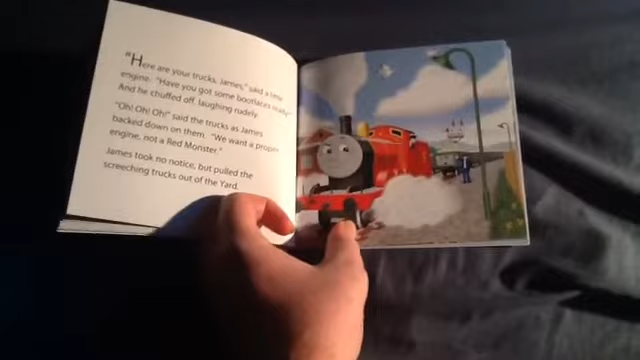 "Here are your trucks, James," said a little
engine. "Have you got some bootlaces ready?"
And he chuffed off, laughing rudely.
"Oh! Oh! Oh!" said the trucks as James
backed down on them. "We want a proper
engine, not a Red Monster."
James took no notice, but pulled the
screeching trucks out of the Yard.